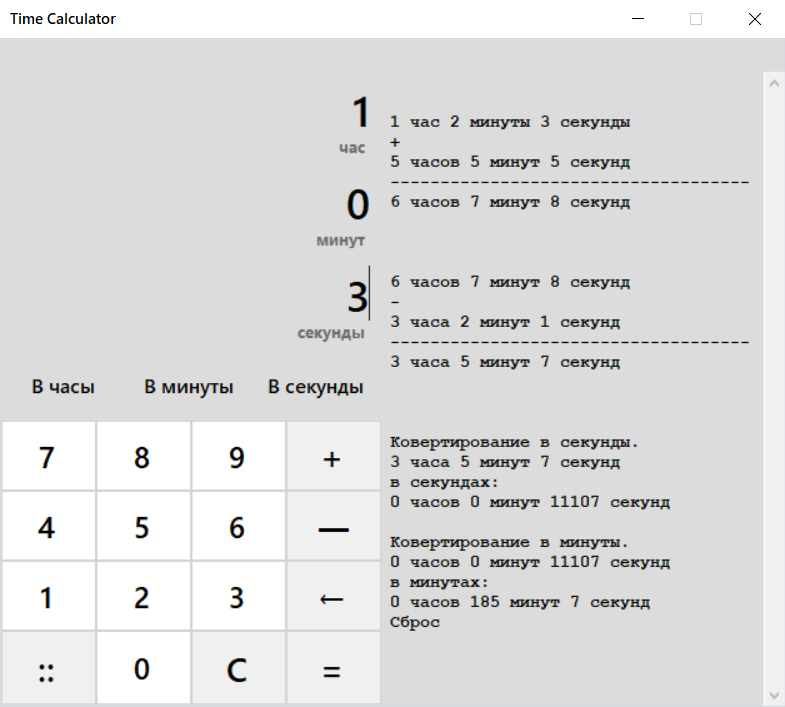 Time Calculator
1
час
0
минут
3
секунды
В часы В минуты В секунды
7 8 9 +
4 5 6 —
1 2 3 ←
:: 0 C =
1 час 2 минуты 3 секунды
+
5 часов 5 минут 5 секунд
------------------------------------
6 часов 7 минут 8 секунд
6 часов 7 минут 8 секунд
-
3 часа 2 минут 1 секунд
------------------------------------
3 часа 5 минут 7 секунд
Ковертирование в секунды.
3 часа 5 минут 7 секунд
в секундах:
0 часов 0 минут 11107 секунд
Ковертирование в минуты.
0 часов 0 минут 11107 секунд
в минутах:
0 часов 185 минут 7 секунд
Сброс